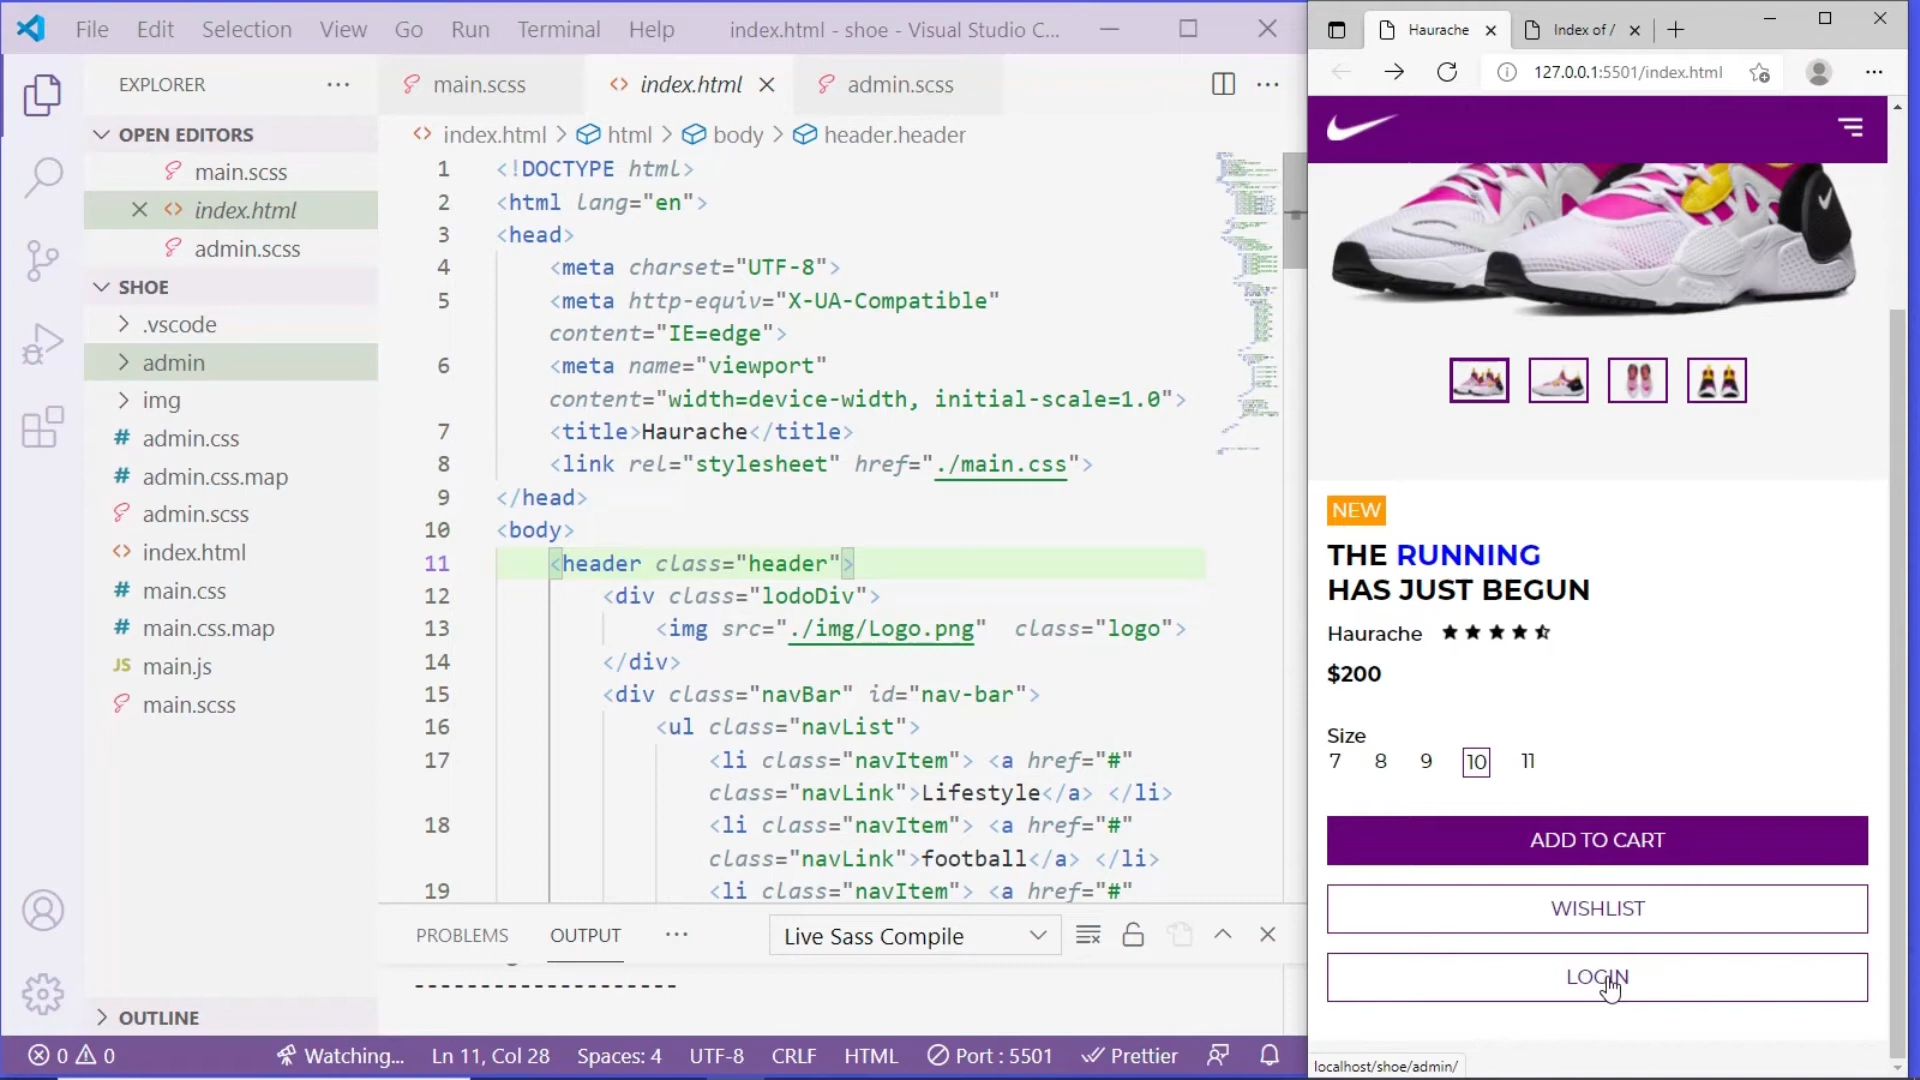 File Edit Selection View Go Run Terminal Help index.html - shoe - Visual Studio C...
EXPLORER
OPEN EDITORS
main.scss
index.html
admin.scss
SHOE
.vscode
admin
img
admin.css
admin.css.map
admin.scss
index.html
main.css
main.css.map
main.js
main.scss
OUTLINE
main.scss index.html admin.scss
index.html > html > body > header.header
1 <!DOCTYPE html>
2 <html lang="en">
3 <head>
4 <meta charset="UTF-8">
5 <meta http-equiv="X-UA-Compatible"
content="IE=edge">
6 <meta name="viewport"
content="width=device-width, initial-scale=1.0">
7 <title>Haurache</title>
8 <link rel="stylesheet" href="./main.css">
9 </head>
10 <body>
11 <header class="header">
12 <div class="lodoDiv">
13 <img src="./img/Logo.png" class="logo">
14 </div>
15 <div class="navBar" id="nav-bar">
16 <ul class="navList">
17 <li class="navItem"> <a href="#"
class="navLink">Lifestyle</a> </li>
18 <li class="navItem"> <a href="#"
class="navLink">football</a> </li>
19 <li class="navItem"> <a href="#"
PROBLEMS OUTPUT Live Sass Compile
--------------------
0 0 Watching... Ln 11, Col 28 Spaces: 4 UTF-8 CRLF HTML Port : 5501 Prettier
Haurache Index of /
127.0.0.1:5501/index.html
NEW
THE RUNNING
HAS JUST BEGUN
Haurache
$200
Size
7 8 9 10 11
ADD TO CART
WISHLIST
LOGIN
localhost/shoe/admin/